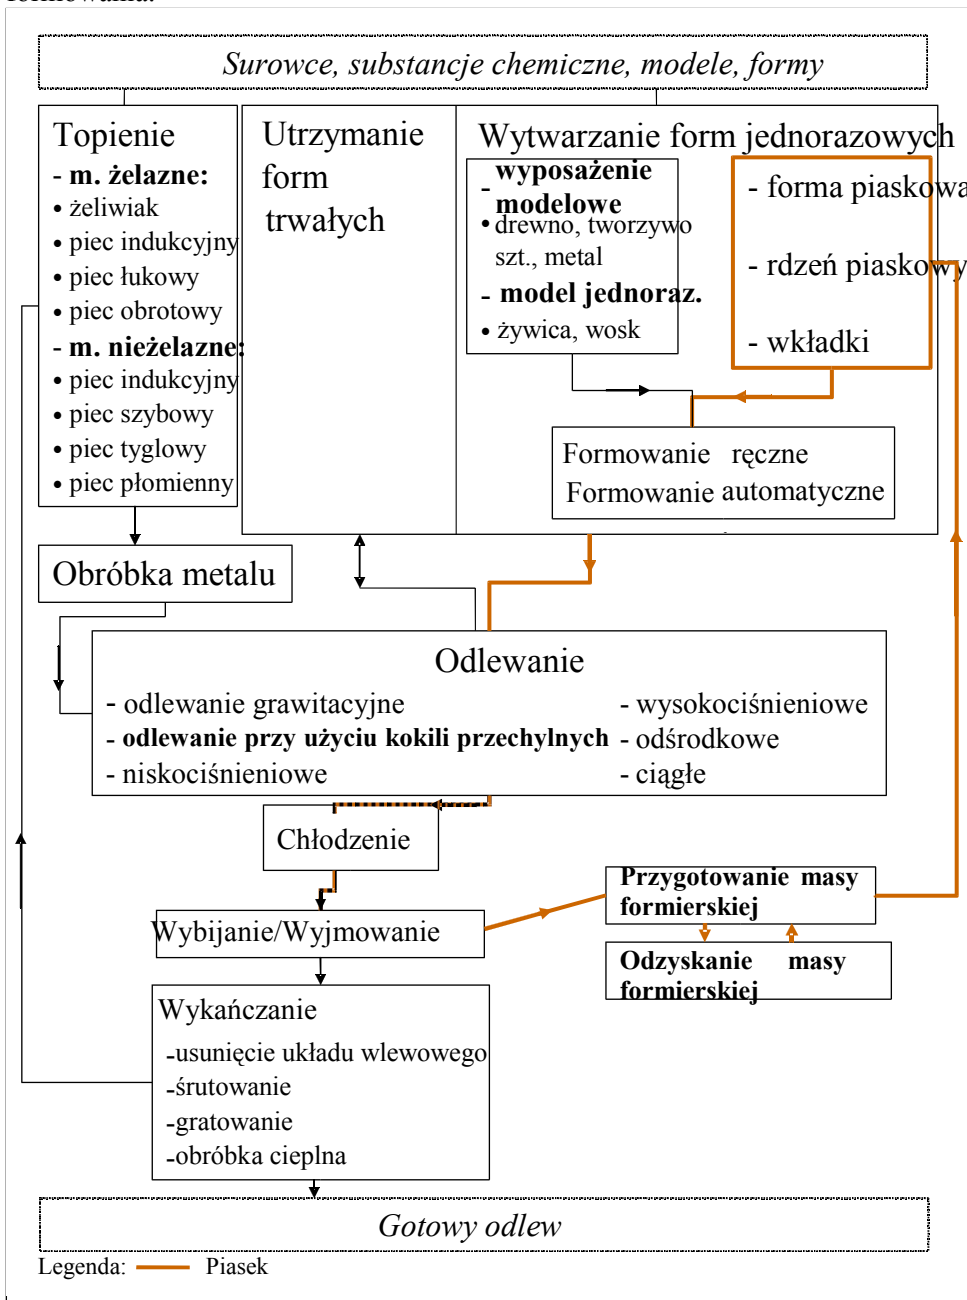 formowania.
Surowce, substancje chemiczne, modele, formy
Topienie
- m. żelazne:
• żeliwiak
• piec indukcyjny
• piec łukowy
• piec obrotowy
- m. nieżelazne:
• piec indukcyjny
• piec szybowy
• piec tyglowy
• piec płomienny
Utrzymanie
form
trwałych
Wytwarzanie form jednorazowych
- wyposażenie
modelowe
• drewno, tworzywo
szt., metal
- model jednoraz.
• żywica, wosk
- forma piaskowa
- rdzeń piaskowy
- wkładki
Formowanie ręczne
Formowanie automatyczne
Obróbka metalu
Odlewanie
- odlewanie grawitacyjne
- odlewanie przy użyciu kokili przechylnych
- niskociśnieniowe
- wysokociśnieniowe
- odśrodkowe
- ciągłe
Chłodzenie
Wybijanie/Wyjmowanie
Przygotowanie masy
formierskiej
Odzyskanie masy
formierskiej
Wykańczanie
-usunięcie układu wlewowego
-śrutowanie
-gratowanie
-obróbka cieplna
Gotowy odlew
Legenda: Piasek